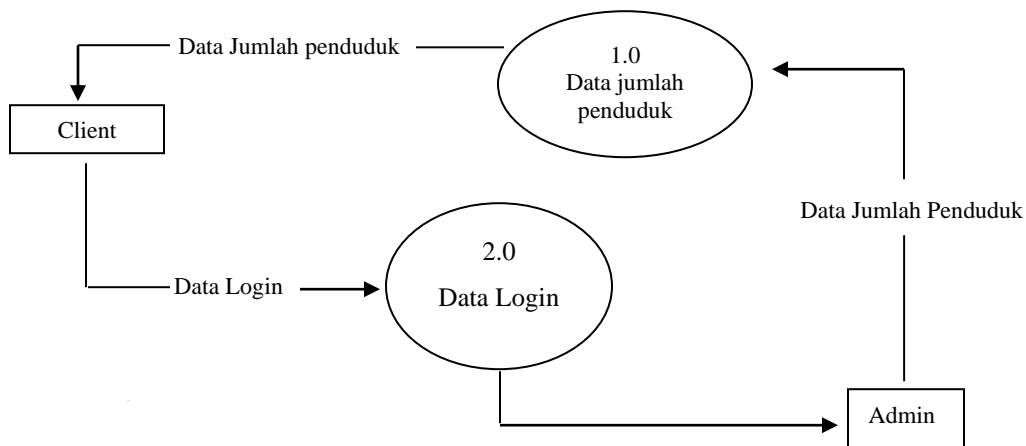 Data Jumlah penduduk
1.0
Data jumlah
penduduk
Client
Data Jumlah Penduduk
2.0
Data Login
Data Login
Admin